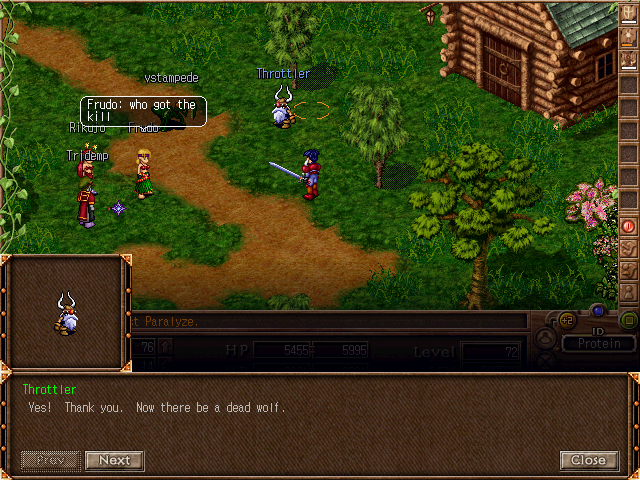 vstampede
Throttler
Frudo: who got the
kill
Rikujo
Frudo
Tridemp
t Paralyze.
+2
ID
Protein
76
HP
5455
5995
Level
72
Throttler
Yes! Thank you. Now there be a dead wolf.
Prev
Next
Close